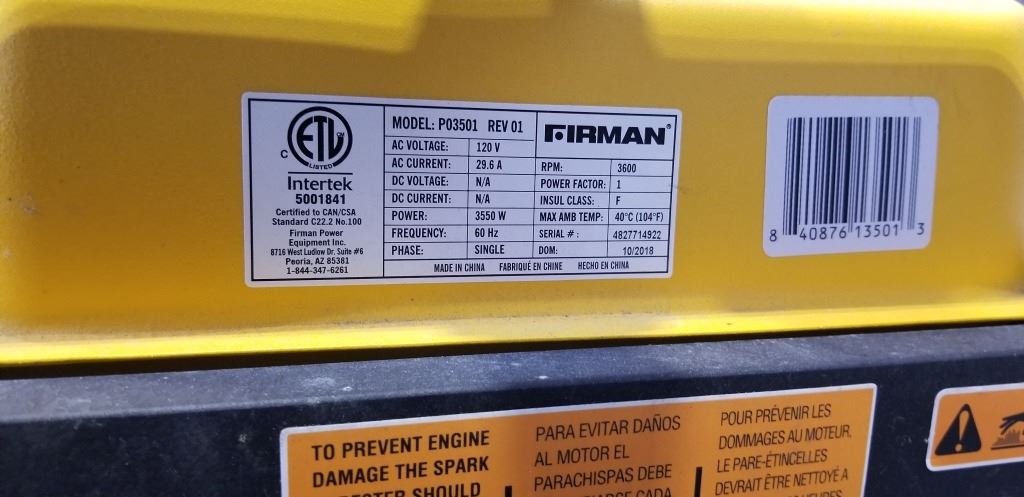 C ETL CM
LISTED
Intertek
5001841
Certified to CAN/CSA
Standard C22.2 No.100
Firman Power
Equipment Inc.
8716 West Ludlow Dr. Suite #6
Peoria, AZ 85381
1-844-347-6261
MODEL: P03501 REV 01
AC VOLTAGE: 120 V
AC CURRENT: 29.6 A
DC VOLTAGE: N/A
DC CURRENT: N/A
POWER: 3550 W
FREQUENCY: 60 Hz
PHASE: SINGLE
FIRMAN®
RPM: 3600
POWER FACTOR: 1
INSUL CLASS: F
MAX AMB TEMP: 40°C (104°F)
SERIAL #: 4827714922
DOM: 10/2018
MADE IN CHINA FABRIQUÉ EN CHINE HECHO EN CHINA
8 40876 13501 3
TO PREVENT ENGINE
DAMAGE THE SPARK
SHOULD
PARA EVITAR DAÑOS
AL MOTOR EL
PARACHISPAS DEBE
CADA
POUR PRÉVENIR LES
DOMMAGES AU MOTEUR,
LE PARE-ÉTINCELLES
DEVRAIT ÊTRE NETTOYÉ À